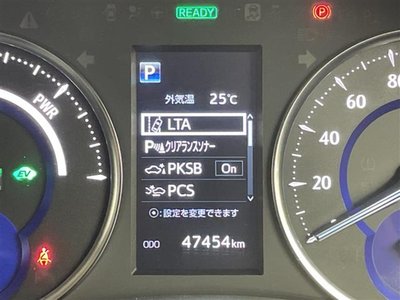 READY
P
P
外気温 25℃
LTA
P クリアランスソナー
PKSB On
PCS
:設定を変更できます
ODO 47454km
PWR
EV
80
60
40
20